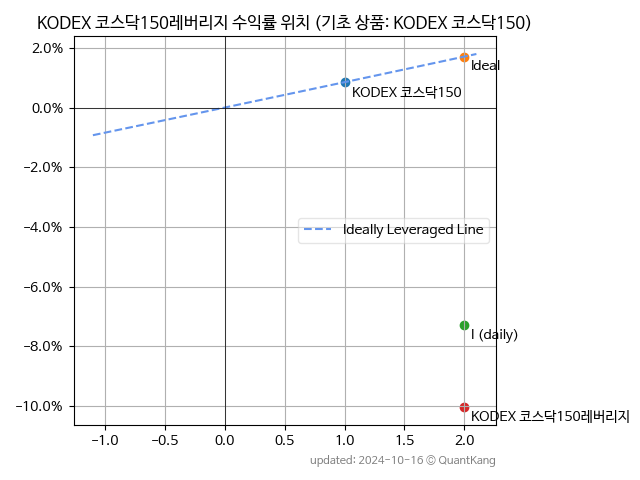 KODEX 코스닥150레버리지 수익률 위치 (기초 상품: KODEX 코스닥150)
2.0%
Ideal
KODEX 코스닥150
0.0%
−2.0%
−4.0%
Ideally Leveraged Line
−6.0%
I (daily)
−8.0%
−10.0%
KODEX 코스닥150레버리지
−1.0 −0.5 0.0 0.5 1.0 1.5 2.0
updated: 2024-10-16 © QuantKang